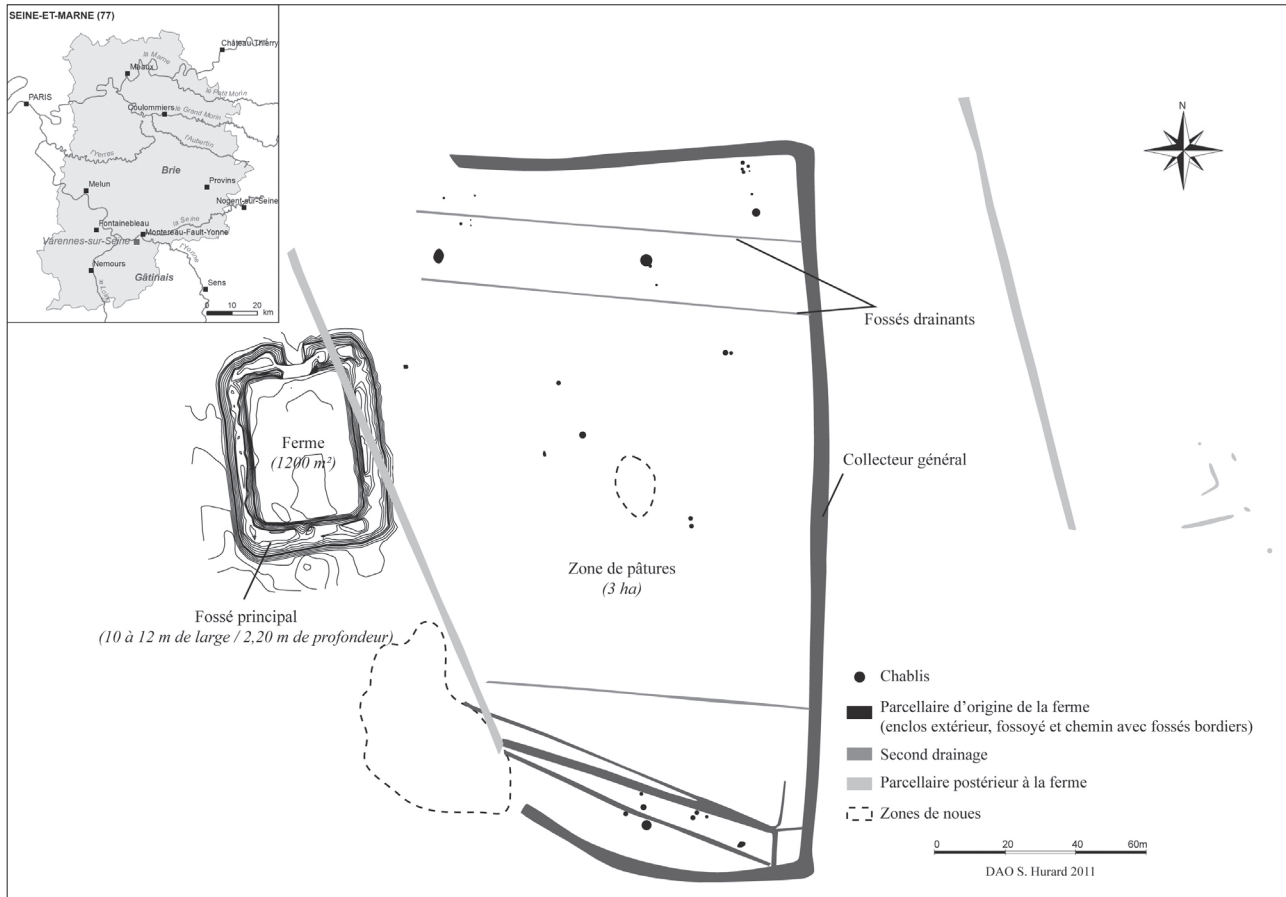 SEINE-ET-MARNE (77)
Château Thierry
la Marne
Meaux
PARIS
le Petit Morin
Coulommiers
le Grand Morin
l'Aubertin
l'Yerres
Brie
Melun
Provins
Nogent-sur-Seine
la Seine
Fontainebleau
Montereau-Fault-Yonne
Varennes-sur-Seine
l'Yonne
Nemours
Gâtinais
le Loing
Sens
0 10 20
km
N
Fossés drainants
Ferme
(1200 m²)
Collecteur général
Zone de pâtures
(3 ha)
Fossé principal
(10 à 12 m de large / 2,20 m de profondeur)
Chablis
Parcellaire d'origine de la ferme
(enclos extérieur, fossoyé et chemin avec fossés bordiers)
Second drainage
Parcellaire postérieur à la ferme
Zones de noues
0 20 40 60m
DAO S. Hurard 2011